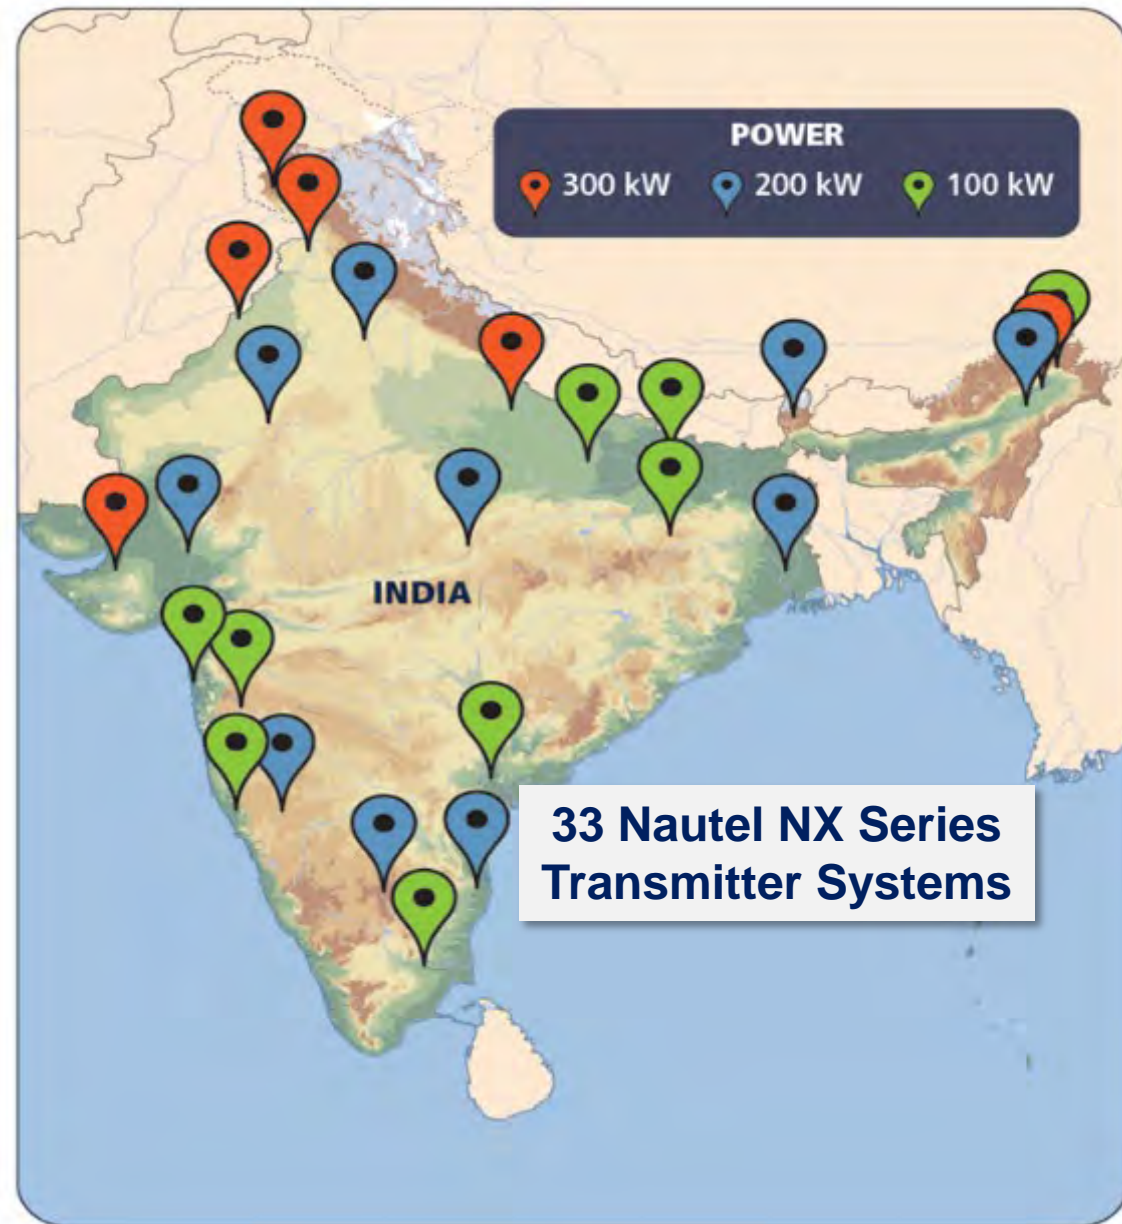 POWER
300 kW 200 kW 100 kW
INDIA
33 Nautel NX Series
Transmitter Systems